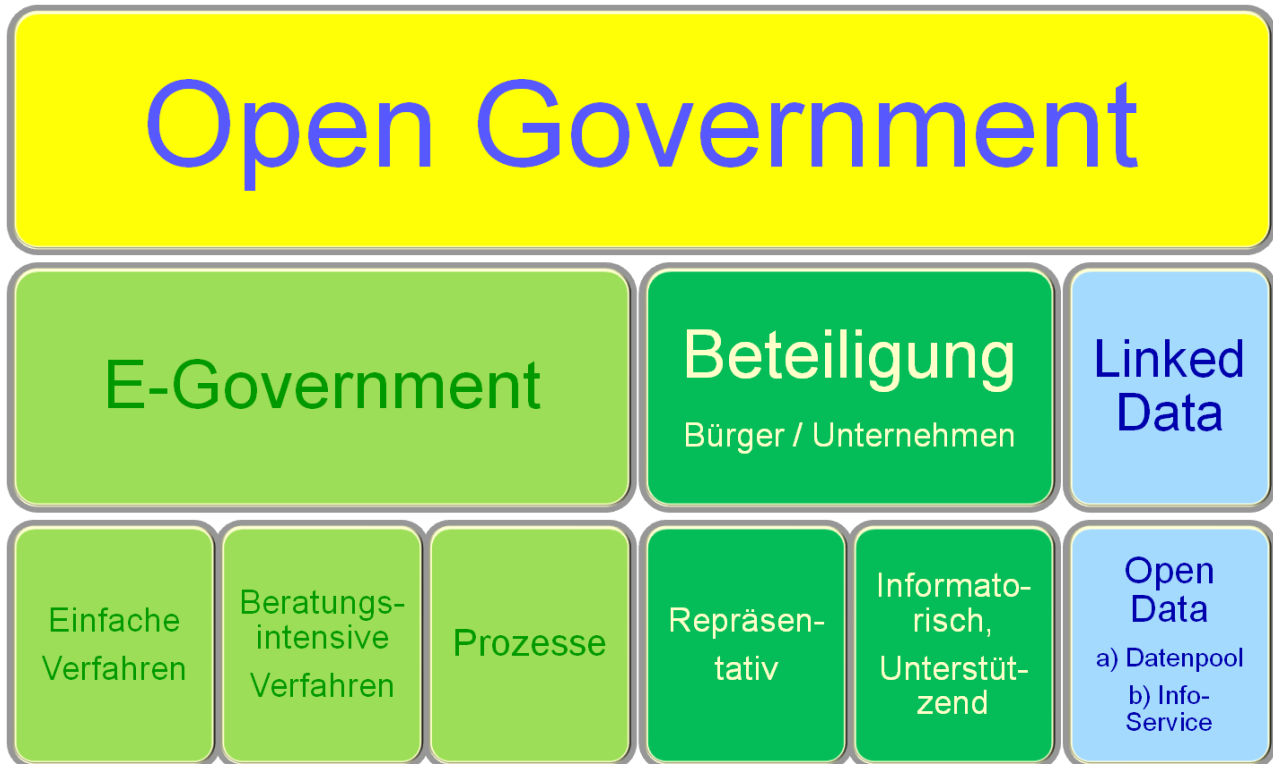 Open Government
E-Government
Beteiligung
Bürger / Unternehmen
Linked
Data
Einfache
Verfahren
Beratungs-
intensive
Verfahren
Prozesse
Repräsen-
tativ
Informato-
risch,
Unterstüt-
zend
Open
Data
a) Datenpool
b) Info-
Service